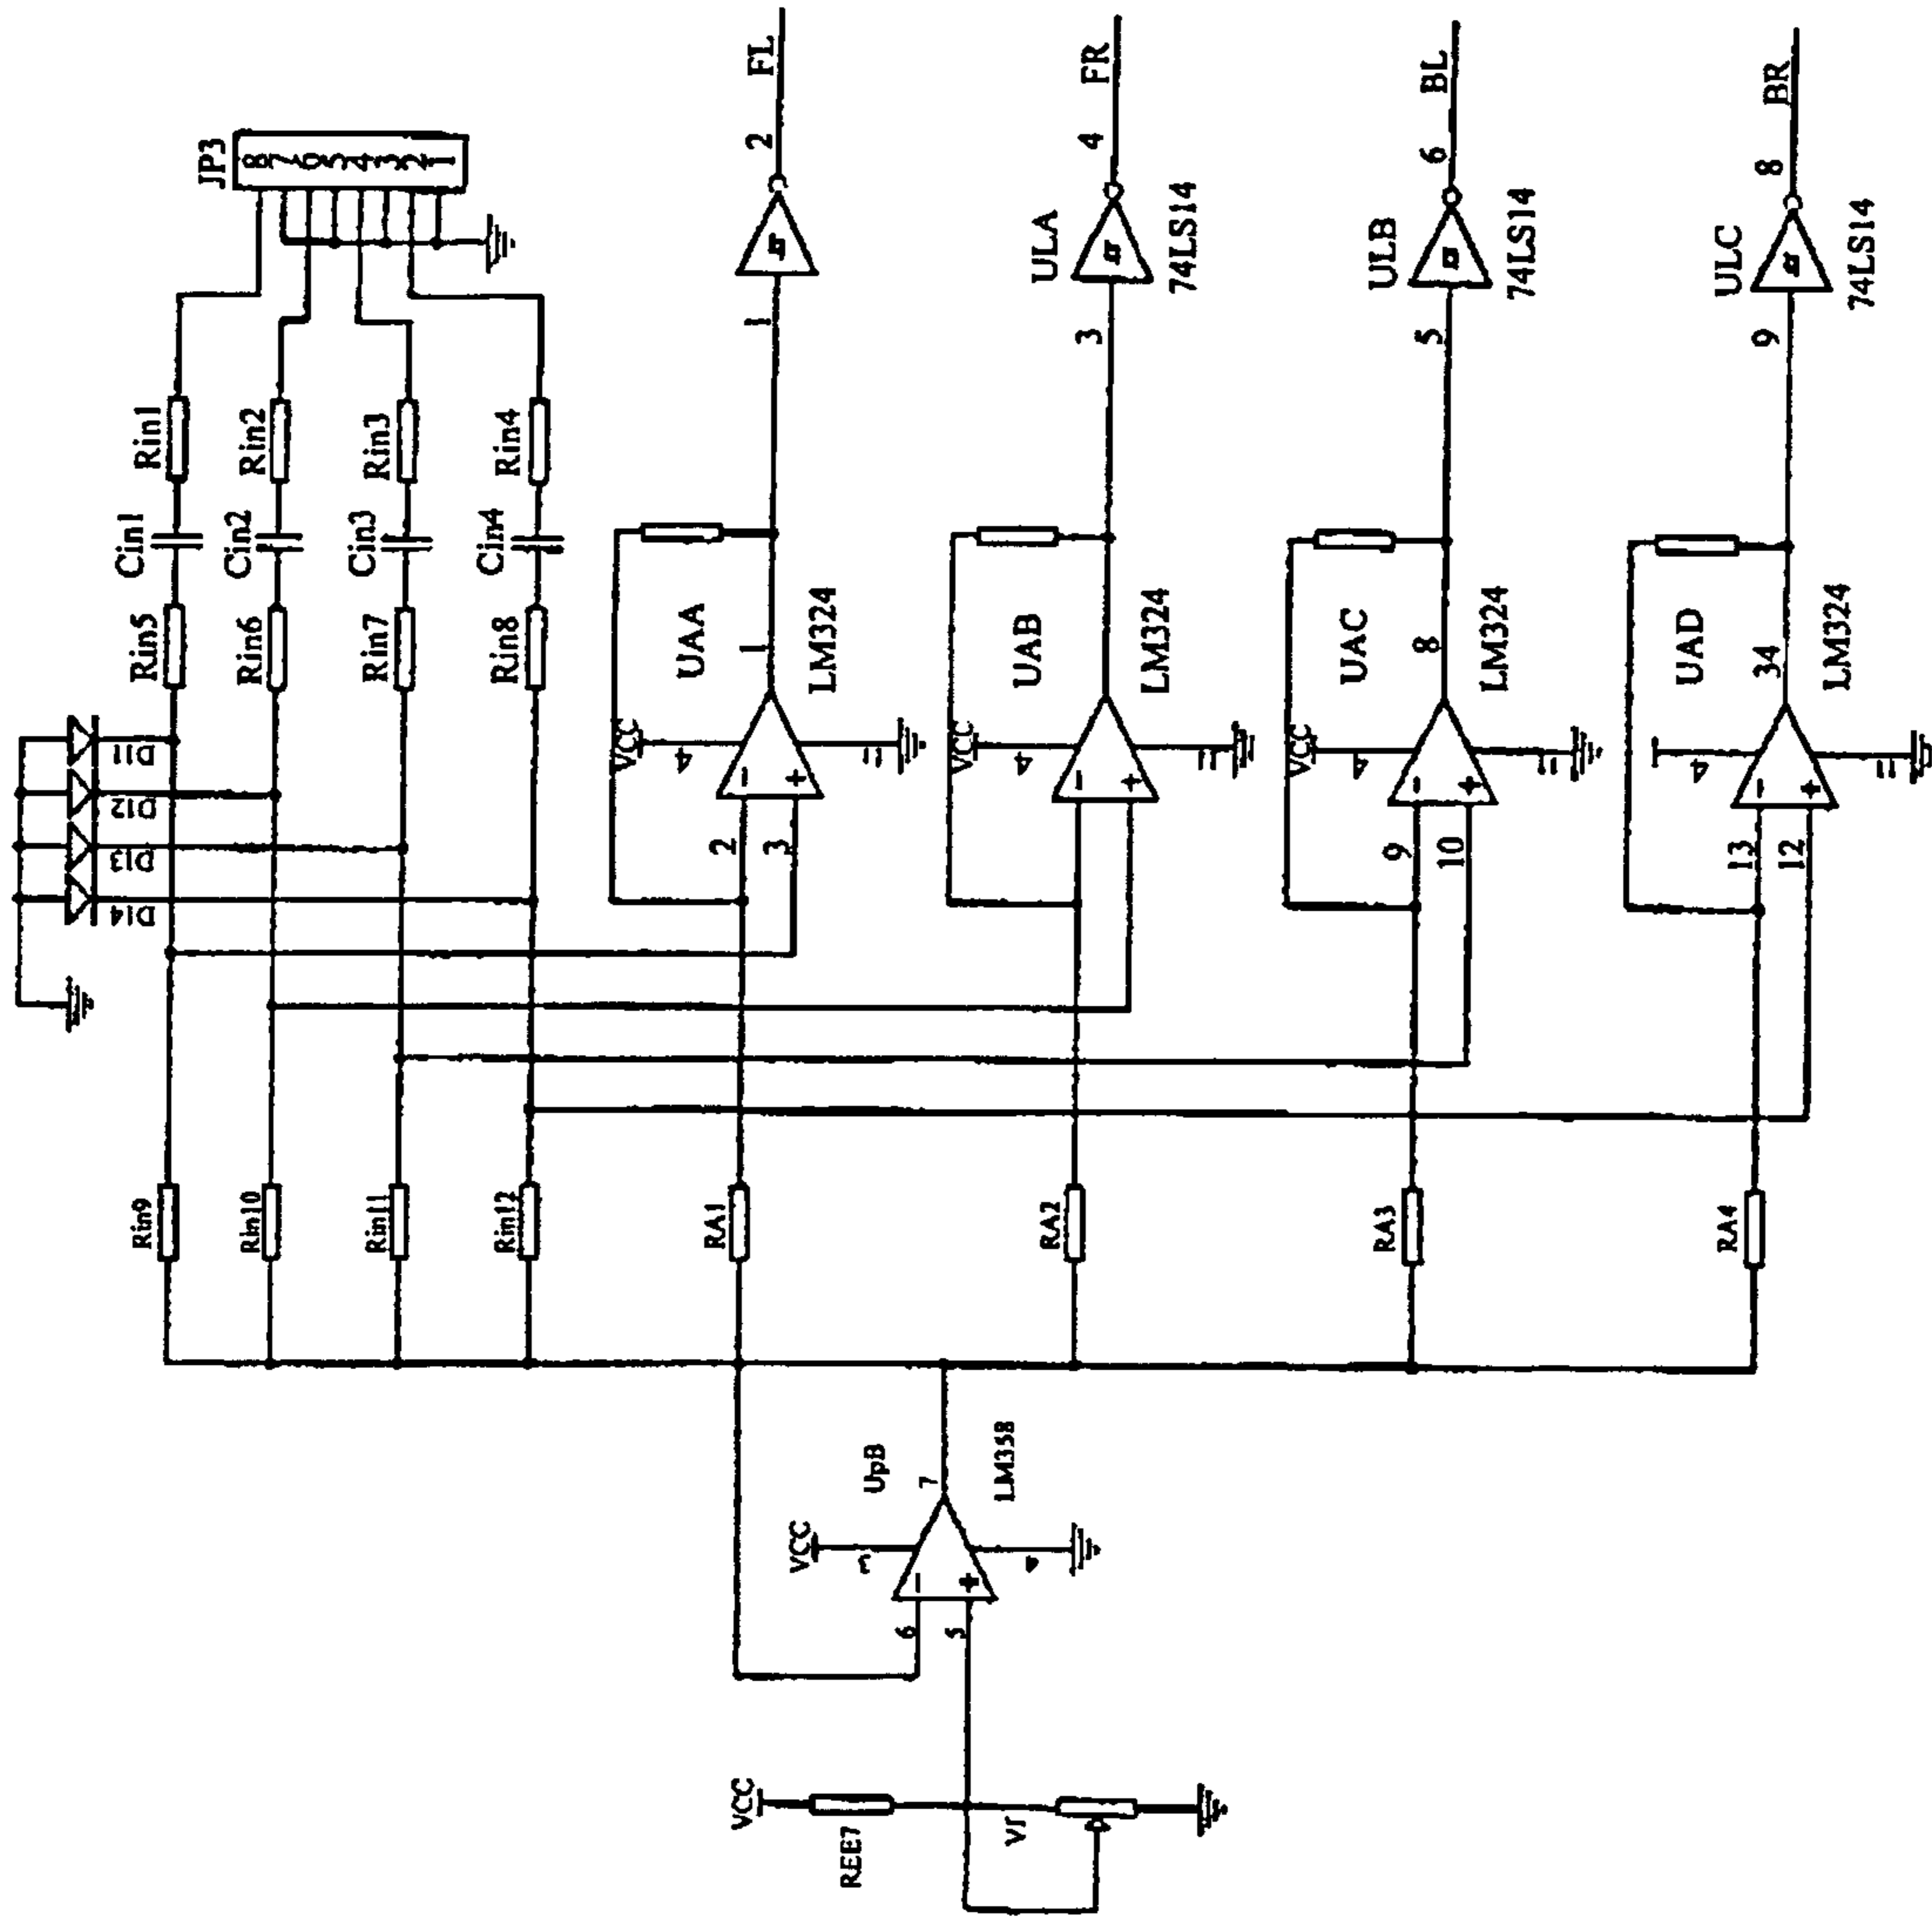 JP3
8
7
6
5
4
3
2
1
Rin1
Rin2
Rin3
Rin4
Cin1
Cin2
Cin3
Cin4
Rin5
Rin6
Rin7
Rin8
D11
D12
D13
D14
Rin9
Rin10
Rin11
Rin12
RA1
RA2
RA3
RA4
UAA
LM324
VCC
4
11
2
3
1
-
+
1
2
FL
UAB
LM324
VCC
4
11
-
+
ULA
74LS14
3
4
FR
UAC
LM324
VCC
4
11
9
10
8
-
+
ULB
74LS14
5
6
BL
UAD
LM324
4
13
12
34
-
+
ULC
74LS14
9
8
BR
UpB
LM358
VCC
4
6
5
7
-
+
VCC
REE7